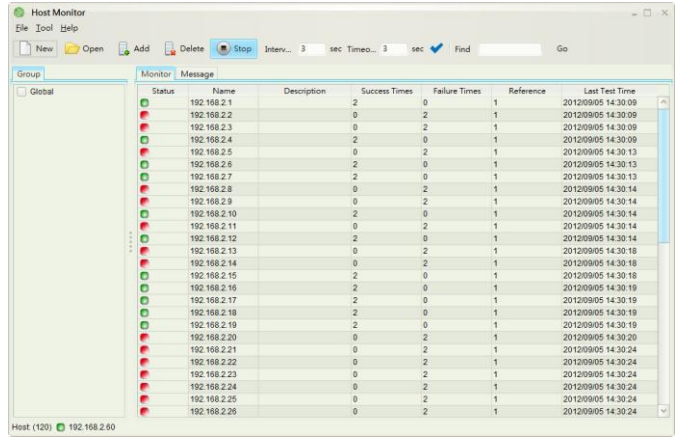 Host Monitor
File Tool Help
New Open Add Delete Stop Interv... 3 sec Timeo... 3 sec Find Go
Group Monitor Message
Global
Status Name Description Success Times Failure Times Reference Last Test Time
192.168.2.1 2 0 1 2012/09/05 14:30:09
192.168.2.2 0 2 1 2012/09/05 14:30:09
192.168.2.3 0 2 1 2012/09/05 14:30:09
192.168.2.4 2 0 1 2012/09/05 14:30:09
192.168.2.5 0 2 1 2012/09/05 14:30:13
192.168.2.6 2 0 1 2012/09/05 14:30:13
192.168.2.7 2 0 1 2012/09/05 14:30:13
192.168.2.8 0 2 1 2012/09/05 14:30:14
192.168.2.9 0 2 1 2012/09/05 14:30:14
192.168.2.10 2 0 1 2012/09/05 14:30:14
192.168.2.11 0 2 1 2012/09/05 14:30:14
192.168.2.12 2 0 1 2012/09/05 14:30:14
192.168.2.13 0 2 1 2012/09/05 14:30:18
192.168.2.14 0 2 1 2012/09/05 14:30:18
192.168.2.15 2 0 1 2012/09/05 14:30:18
192.168.2.16 2 0 1 2012/09/05 14:30:19
192.168.2.17 2 0 1 2012/09/05 14:30:19
192.168.2.18 2 0 1 2012/09/05 14:30:19
192.168.2.19 2 0 1 2012/09/05 14:30:19
192.168.2.20 0 2 1 2012/09/05 14:30:20
192.168.2.21 0 2 1 2012/09/05 14:30:24
192.168.2.22 0 2 1 2012/09/05 14:30:24
192.168.2.23 0 2 1 2012/09/05 14:30:24
192.168.2.24 0 2 1 2012/09/05 14:30:24
192.168.2.25 0 2 1 2012/09/05 14:30:24
192.168.2.26 0 2 1 2012/09/05 14:30:24
Host: (120) 192.168.2.60